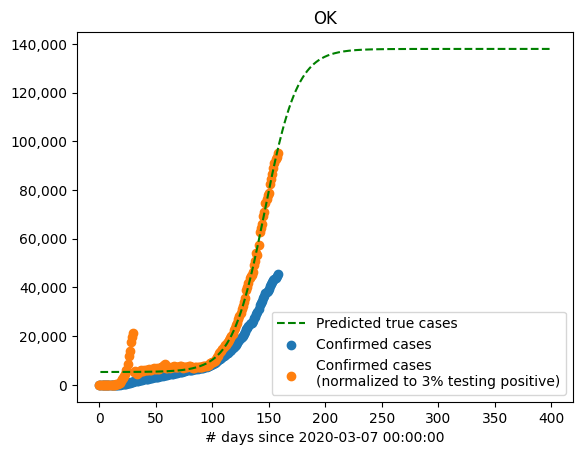 OK
140,000
120,000
100,000
80,000
60,000
40,000
20,000
0
Predicted true cases
Confirmed cases
Confirmed cases
(normalized to 3% testing positive)
0 50 100 150 200 250 300 350 400
# days since 2020-03-07 00:00:00